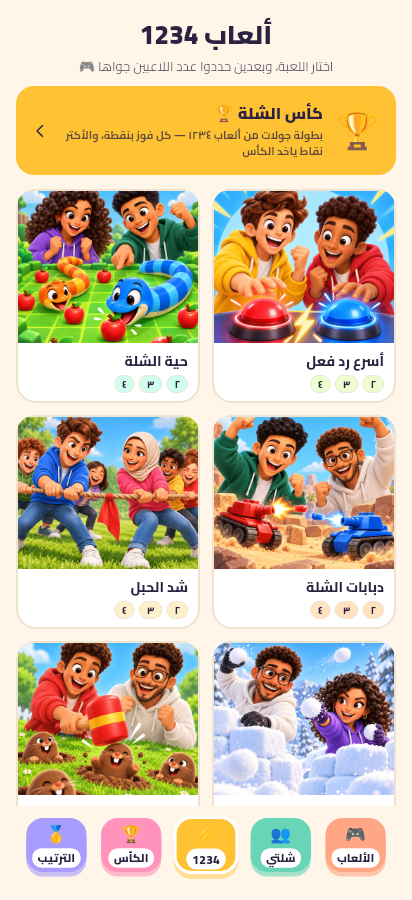 ألعاب 1234
اختار اللعبة، وبعدين حددوا عدد اللاعبين جواها 🎮
كأس الشلة 🏆
بطولة جولات من ألعاب ١٢٣٤ — كل فوز بنقطة، والأكتر
نقاط ياخد الكأس
أسرع رد فعل
٢ ٣ ٤
حية الشلة
٢ ٣ ٤
دبابات الشلة
٢ ٣ ٤
شد الحبل
٢ ٣ ٤
الألعاب
شلتي
1234
الكأس
الترتيب